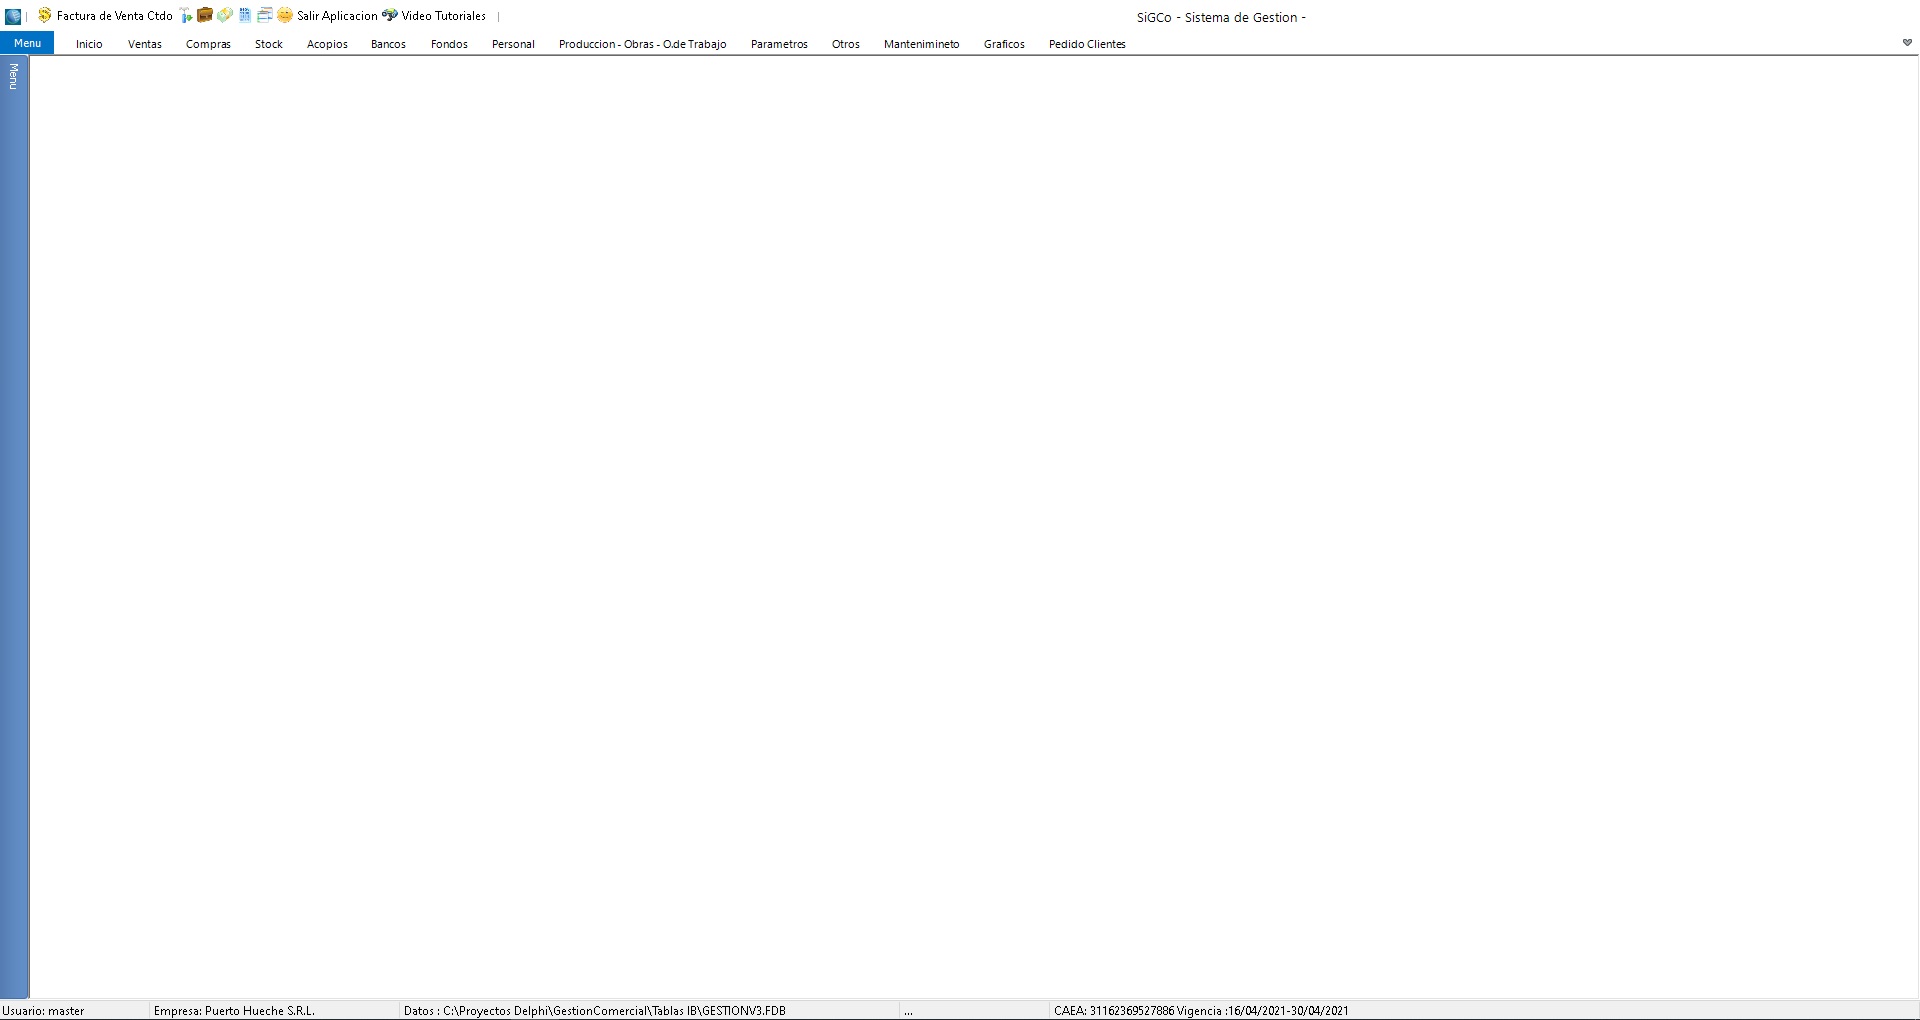 Factura de Venta Ctdo Salir Aplicacion Video Tutoriales
SiGCo - Sistema de Gestion -
Menu Inicio Ventas Compras Stock Acopios Bancos Fondos Personal Produccion - Obras - O.de Trabajo Parametros Otros Mantenimineto Graficos Pedido Clientes
Menu
Usuario: master Empresa: Puerto Hueche S.R.L. Datos : C:\Proyectos Delphi\GestionComercial\Tablas IB\GESTIONV3.FDB ... CAEA: 31162369527886 Vigencia :16/04/2021-30/04/2021